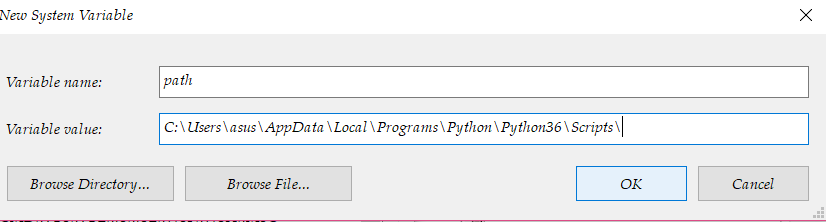 New System Variable
Variable name: path
Variable value: C:\Users\asus\AppData\Local\Programs\Python\Python36\Scripts\
Browse Directory... Browse File... OK Cancel